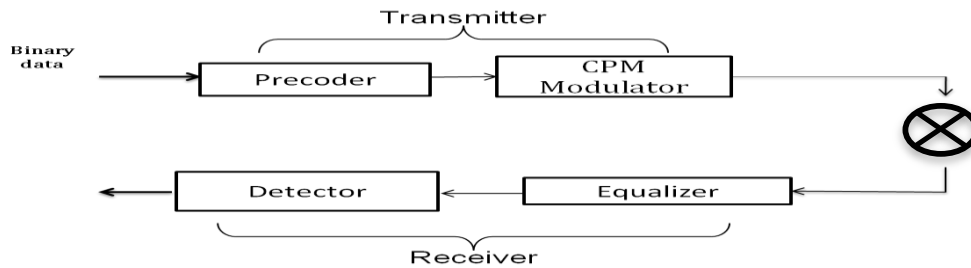 Transmitter
Binary
data
Precoder
CPM
Modulator
Detector
Equalizer
Receiver